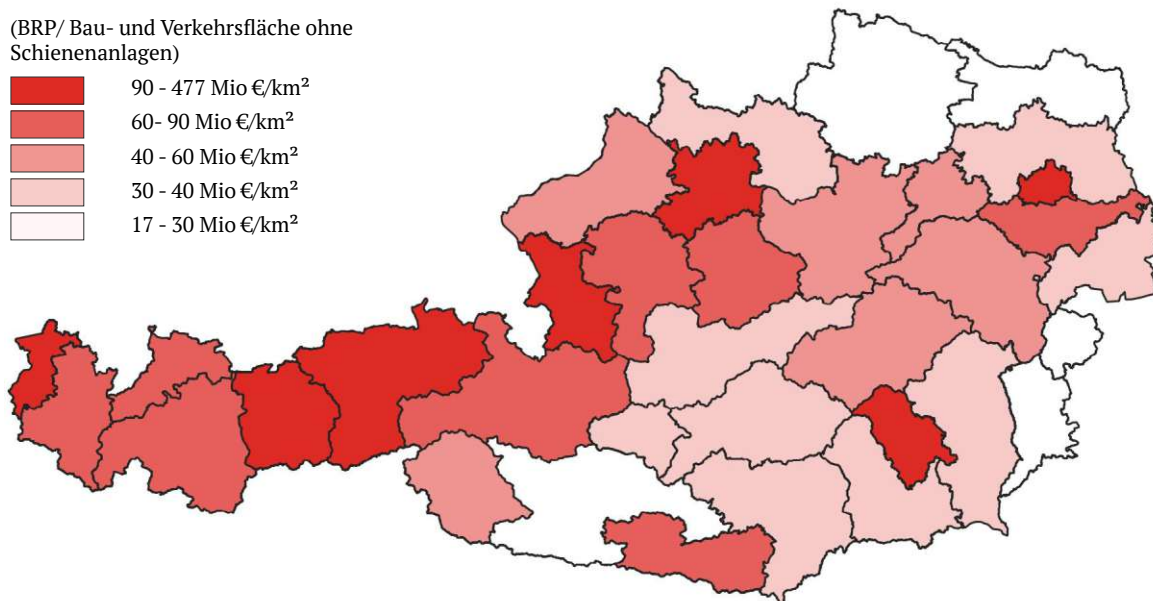 (BRP/ Bau- und Verkehrsfläche ohne
Schienenanlagen)
90 - 477 Mio €/km²
60- 90 Mio €/km²
40 - 60 Mio €/km²
30 - 40 Mio €/km²
17 - 30 Mio €/km²